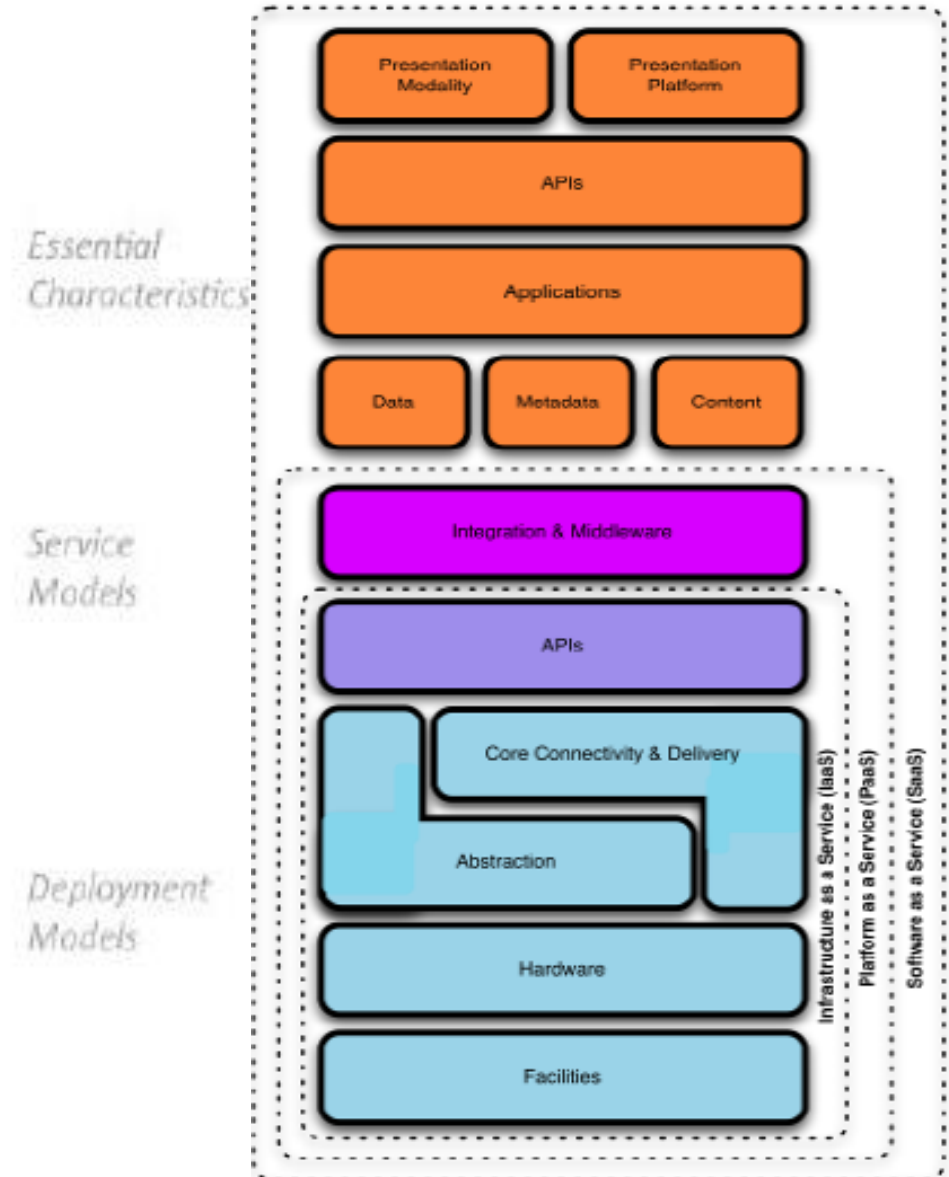 Presentation
Modality
Presentation
Platform
APIs
Essential
Characteristics
Applications
Data
Metadata
Content
Integration & Middleware
Service
Models
APIs
Core Connectivity & Delivery
Abstraction
Deployment
Models
Hardware
Facilities
Infrastructure as a Service (IaaS)
Platform as a Service (PaaS)
Software as a Service (SaaS)